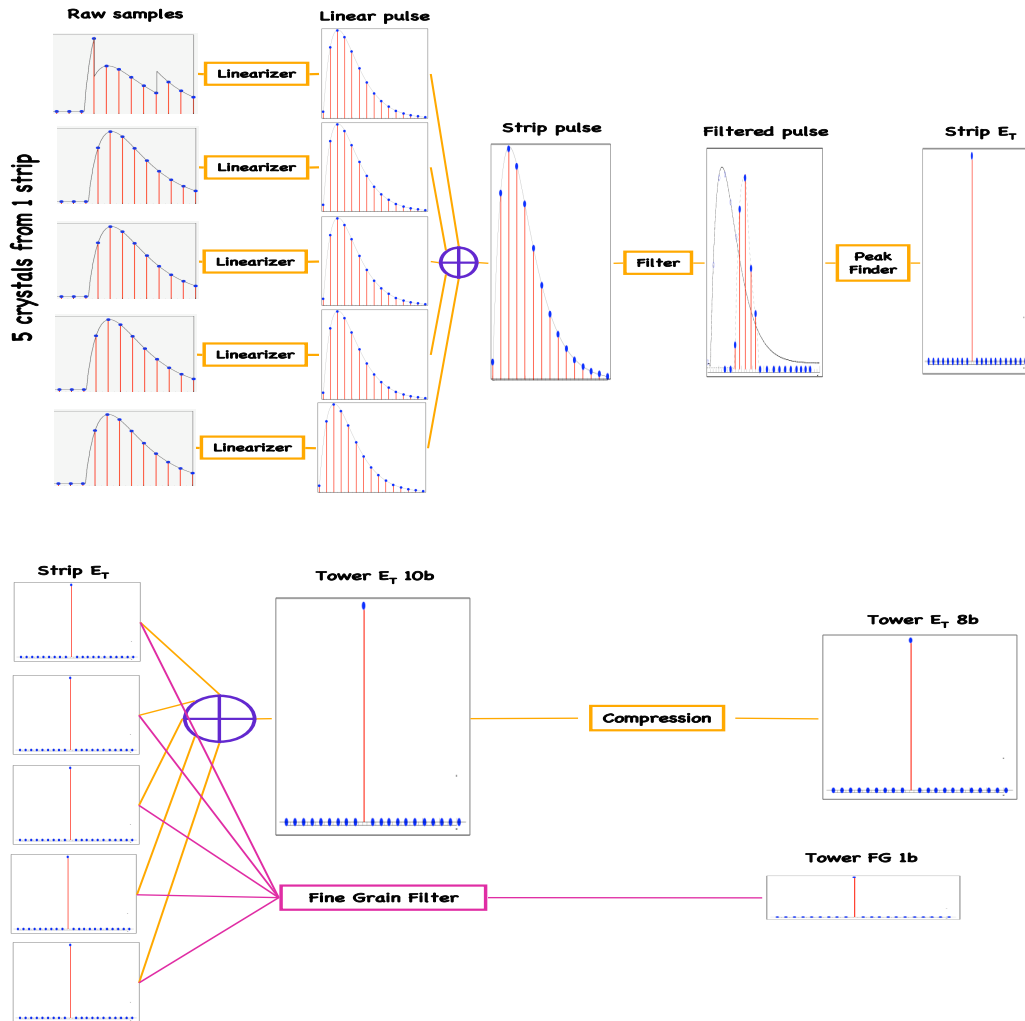 Raw samples
Linear pulse
5 crystals from 1 strip
Linearizer
Linearizer
Linearizer
Linearizer
Linearizer
Strip pulse
Filtered pulse
Strip E_T
Filter
Peak
Finder
Strip E_T
Tower E_T 10b
Tower E_T 8b
Compression
Tower FG 1b
Fine Grain Filter